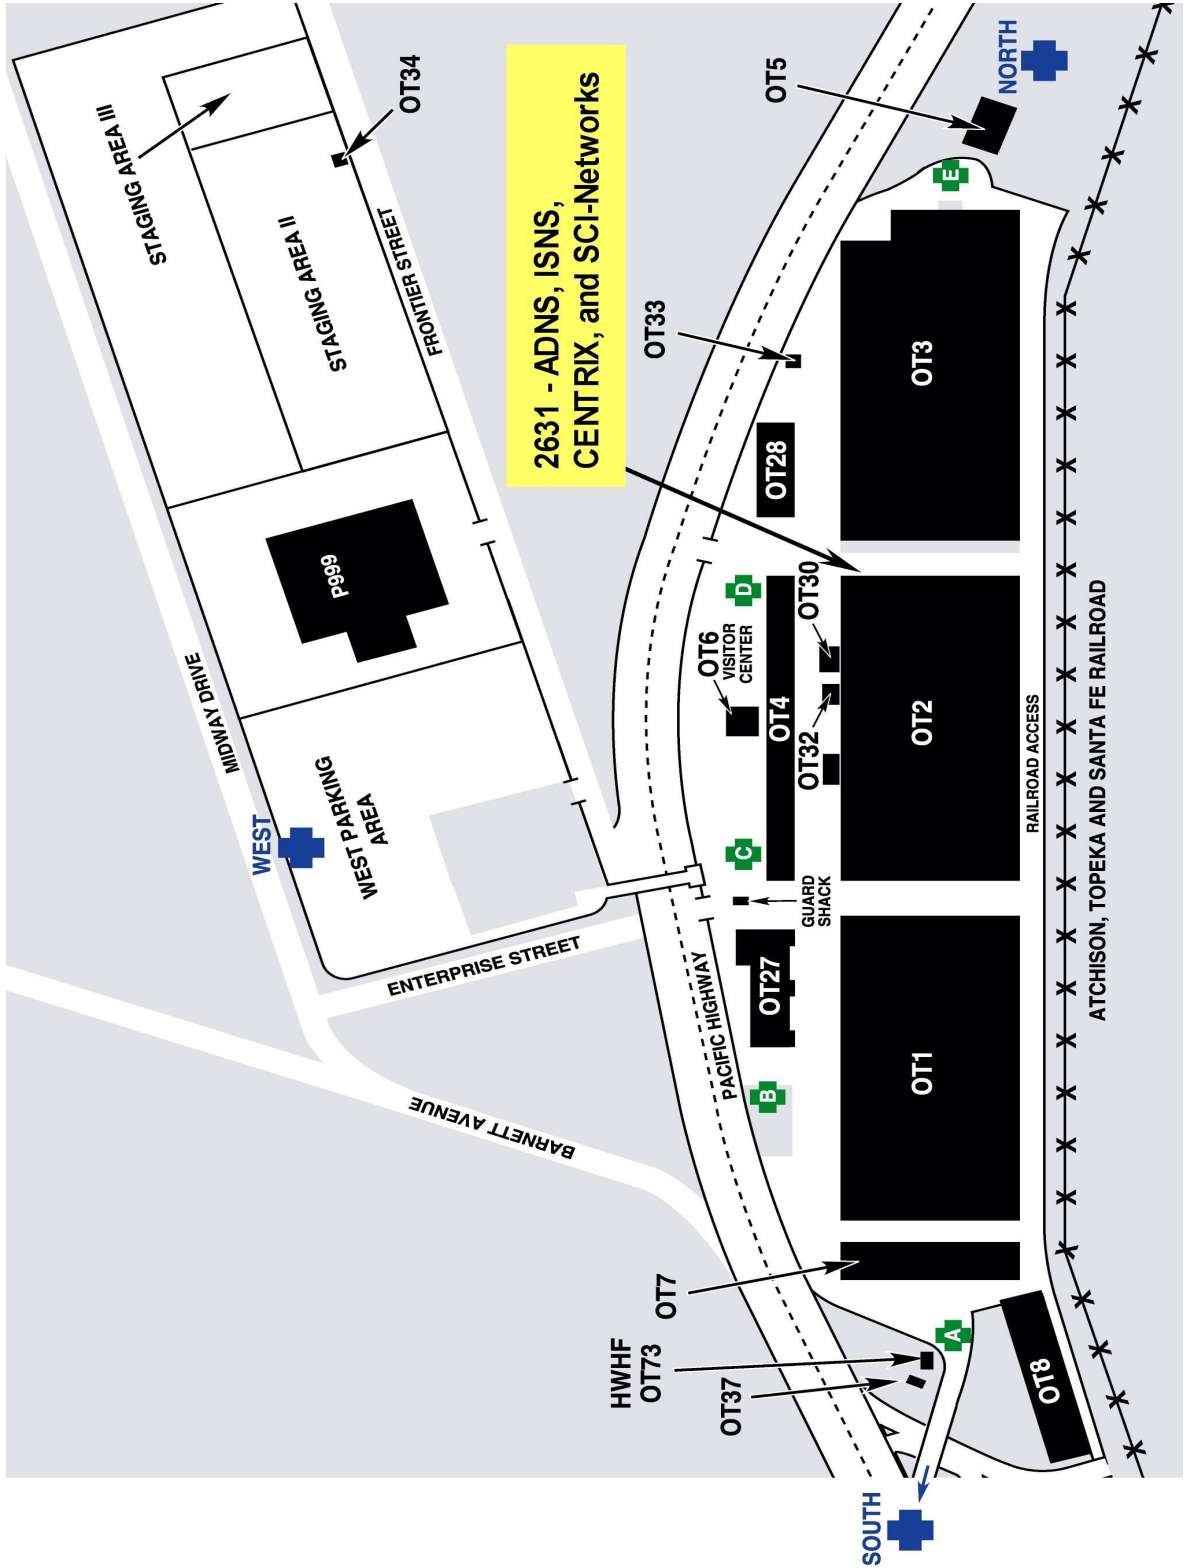 STAGING AREA III
STAGING AREA II
OT34
FRONTIER STREET
P999
MIDWAY DRIVE
WEST
WEST PARKING
AREA
ENTERPRISE STREET
BARNETT AVENUE
2631 - ADNS, ISNS,
CENTRIX, and SCI-Networks
PACIFIC HIGHWAY
SOUTH
HWHF
OT73
OT37
OT7
A
OT8
B
OT27
GUARD
SHACK
C
OT6
VISITOR
CENTER
D
OT4
OT32
OT30
OT28
OT33
OT1
OT2
OT3
E
OT5
NORTH
RAILROAD ACCESS
ATCHISON, TOPEKA AND SANTA FE RAILROAD